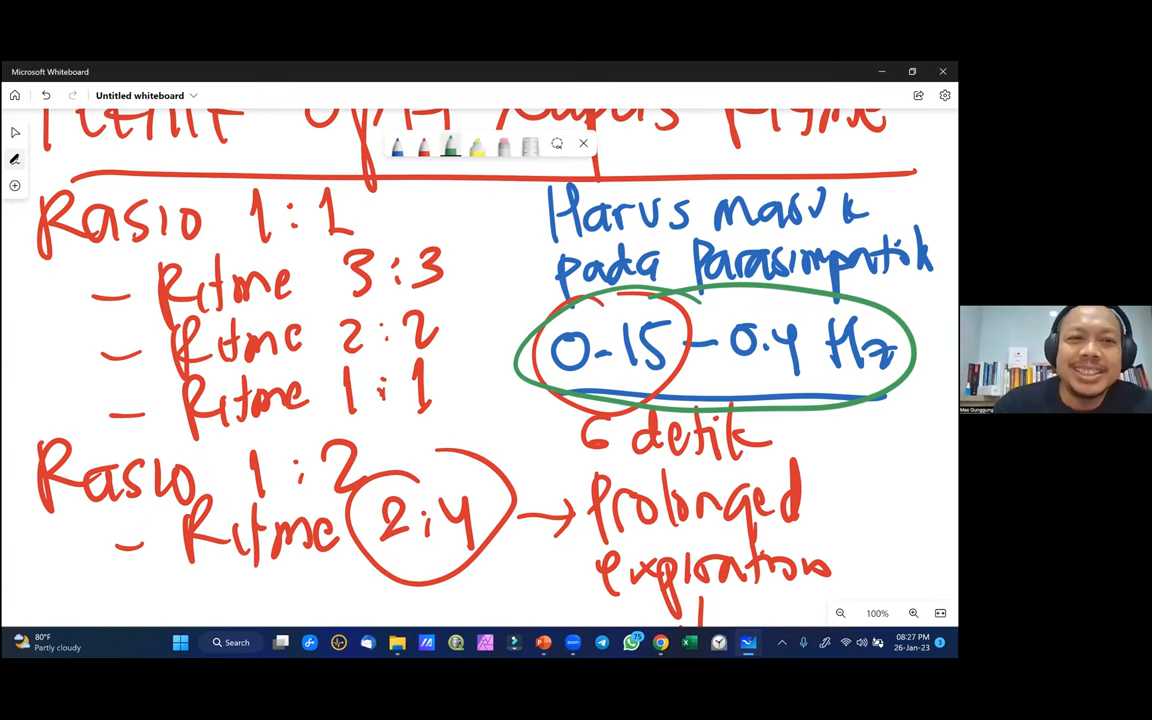 Microsoft Whiteboard
Untitled whiteboard
Rasio 1:1
- Ritme 3:3
- Ritme 2:2
- Ritme 1:1
Rasio 1:2
- Ritme 2:4
Harus masuk
pada Parasimpatik
0.15 - 0.4 Hz
6 detik
Prolonged
100%
Mas Gunggung
80°F
Partly cloudy
Search
75
08:27 PM
26-Jan-23
3